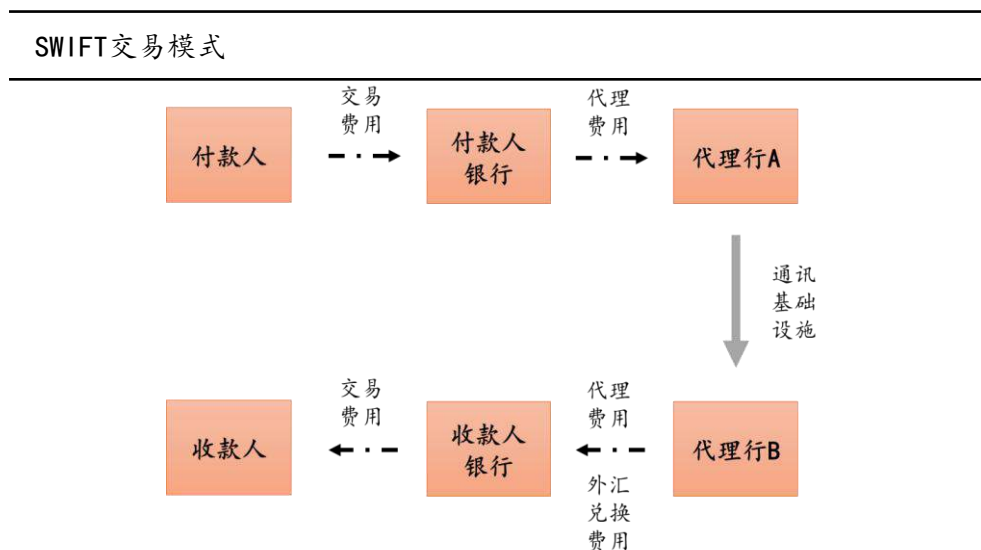 SWIFT交易模式
交易
费用
代理
费用
付款人
付款人
银行
代理行A
通讯
基础
设施
交易
费用
代理
费用
收款人
收款人
银行
代理行B
外汇
兑换
费用